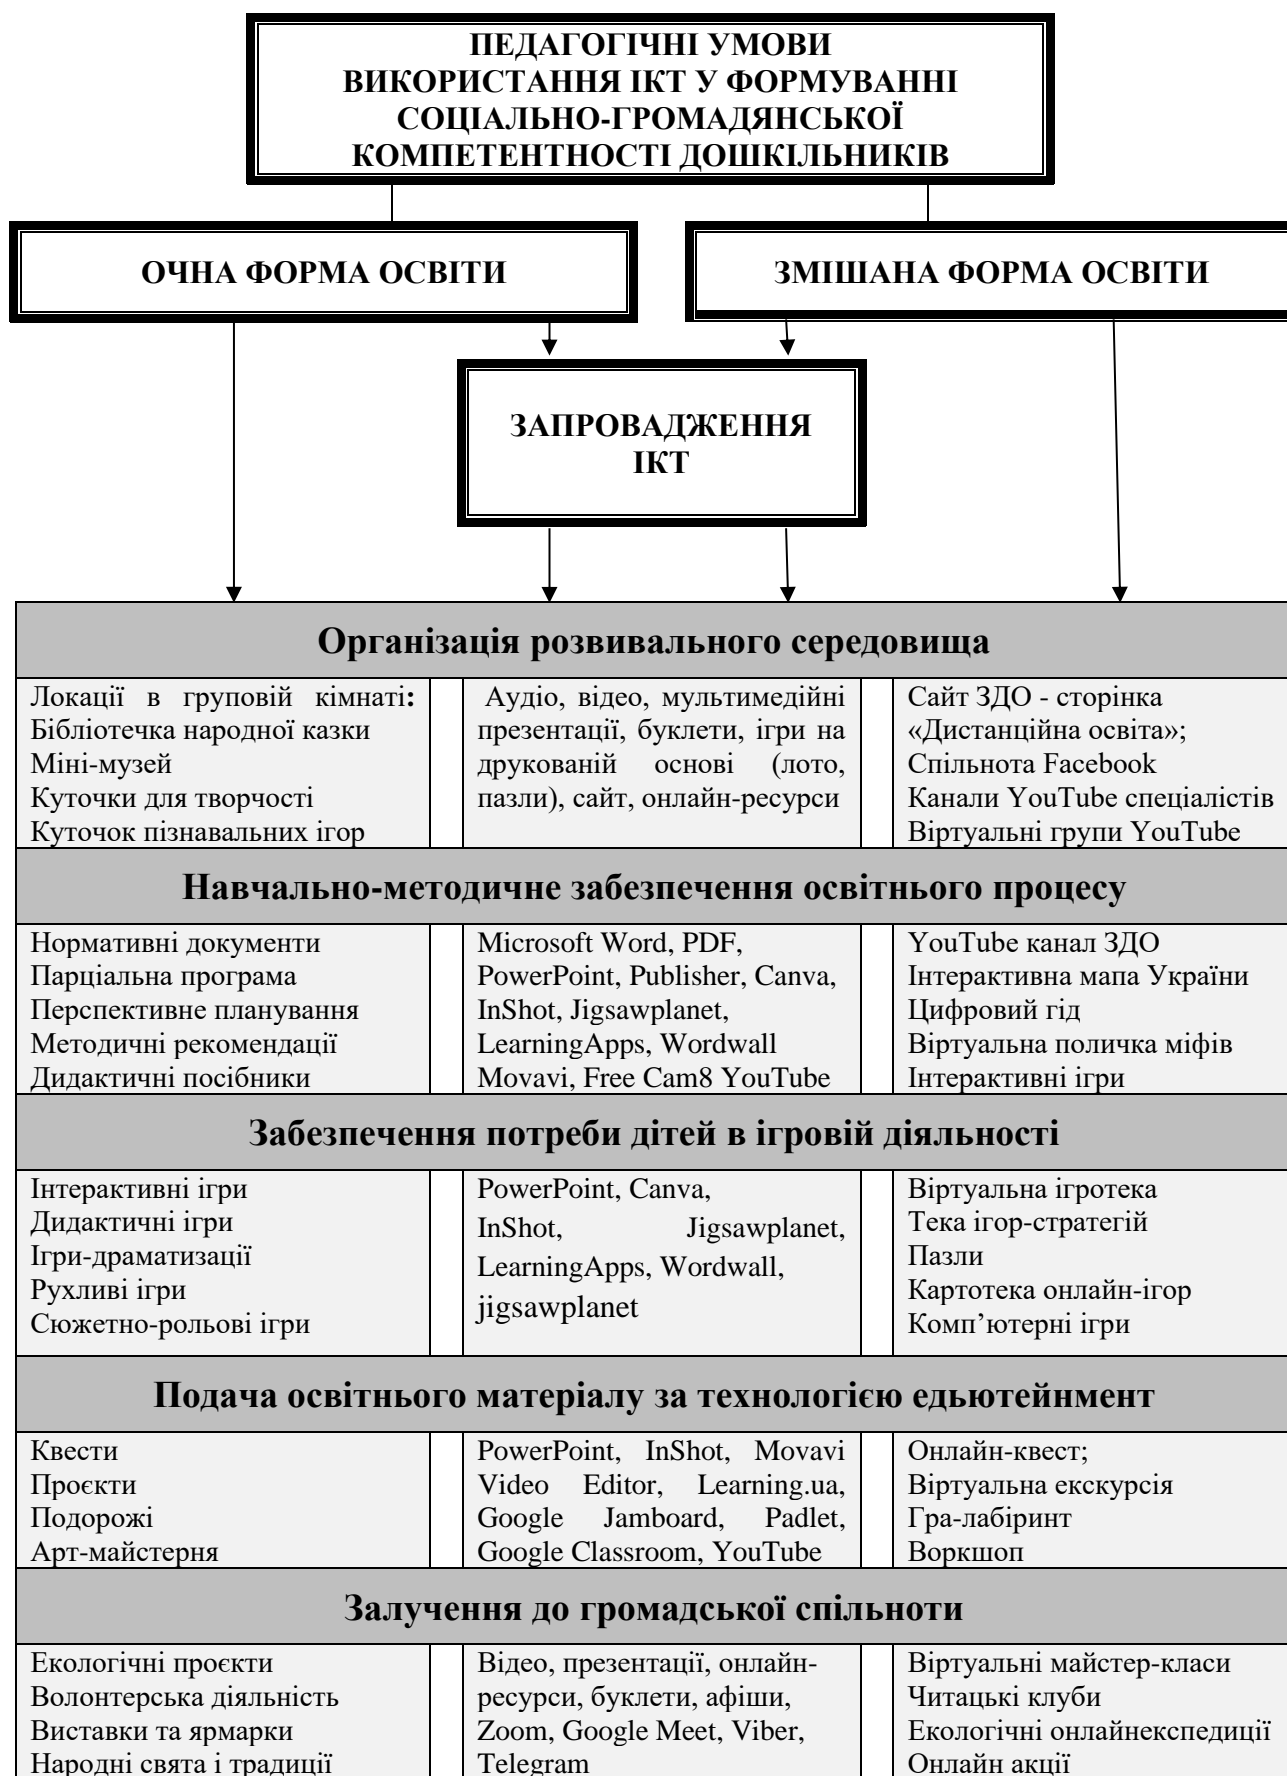 ПЕДАГОГІЧНІ УМОВИ
ВИКОРИСТАННЯ ІКТ У ФОРМУВАННІ
СОЦІАЛЬНО-ГРОМАДЯНСЬКОЇ
КОМПЕТЕНТНОСТІ ДОШКІЛЬНИКІВ
ОЧНА ФОРМА ОСВІТИ
ЗМІШАНА ФОРМА ОСВІТИ
ЗАПРОВАДЖЕННЯ
ІКТ
Організація розвивального середовища
Локації в груповій кімнаті:
Бібліотечка народної казки
Міні-музей
Куточки для творчості
Куточок пізнавальних ігор
Аудіо, відео, мультимедійні
презентації, буклети, ігри на
друкованій основі (лото,
пазли), сайт, онлайн-ресурси
Сайт ЗДО - сторінка
«Дистанційна освіта»;
Спільнота Facebook
Канали YouTube спеціалістів
Віртуальні групи YouTube
Навчально-методичне забезпечення освітнього процесу
Нормативні документи
Парціальна програма
Перспективне планування
Методичні рекомендації
Дидактичні посібники
Microsoft Word, PDF,
PowerPoint, Publisher, Canva,
InShot, Jigsawplanet,
LearningApps, Wordwall
Movavi, Free Cam8 YouTube
YouTube канал ЗДО
Інтерактивна мапа України
Цифровий гід
Віртуальна поличка міфів
Інтерактивні ігри
Забезпечення потреби дітей в ігровій діяльності
Інтерактивні ігри
Дидактичні ігри
Ігри-драматизації
Рухливі ігри
Сюжетно-рольові ігри
PowerPoint, Canva,
InShot, Jigsawplanet,
LearningApps, Wordwall,
jigsawplanet
Віртуальна ігротека
Тека ігор-стратегій
Пазли
Картотека онлайн-ігор
Комп’ютерні ігри
Подача освітнього матеріалу за технологією едьютейнмент
Квести
Проєкти
Подорожі
Арт-майстерня
PowerPoint, InShot, Movavi
Video Editor, Learning.ua,
Google Jamboard, Padlet,
Google Classroom, YouTube
Онлайн-квест;
Віртуальна екскурсія
Гра-лабіринт
Воркшоп
Залучення до громадської спільноти
Екологічні проєкти
Волонтерська діяльність
Виставки та ярмарки
Народні свята і традиції
Відео, презентації, онлайн-
ресурси, буклети, афіши,
Zoom, Google Meet, Viber,
Telegram
Віртуальні майстер-класи
Читацькі клуби
Екологічні онлайнекспедиції
Онлайн акції